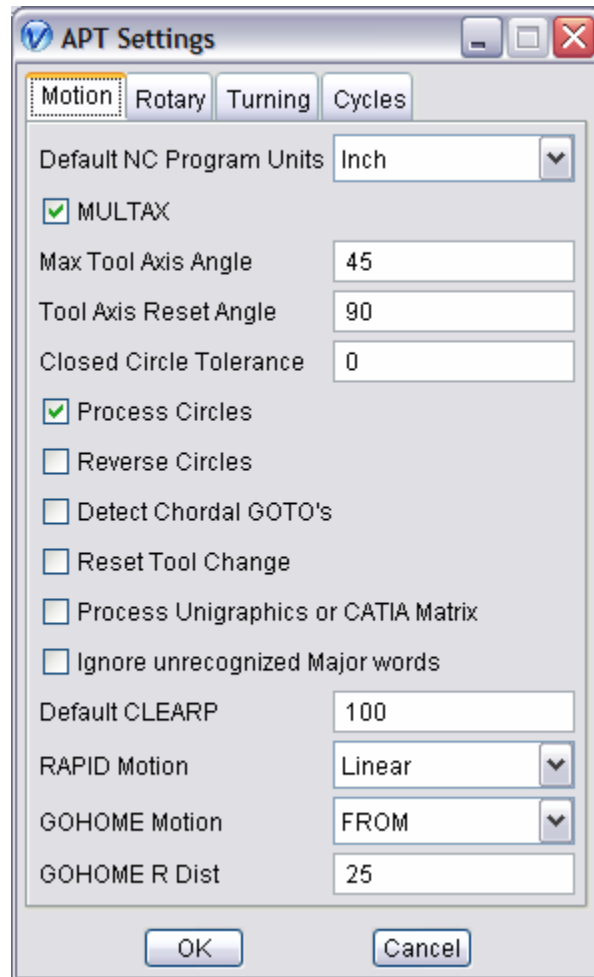 APT Settings
Motion Rotary Turning Cycles
Default NC Program Units Inch
MULTAX
Max Tool Axis Angle 45
Tool Axis Reset Angle 90
Closed Circle Tolerance 0
Process Circles
Reverse Circles
Detect Chordal GOTO's
Reset Tool Change
Process Unigraphics or CATIA Matrix
Ignore unrecognized Major words
Default CLEARP 100
RAPID Motion Linear
GOHOME Motion FROM
GOHOME R Dist 25
OK Cancel